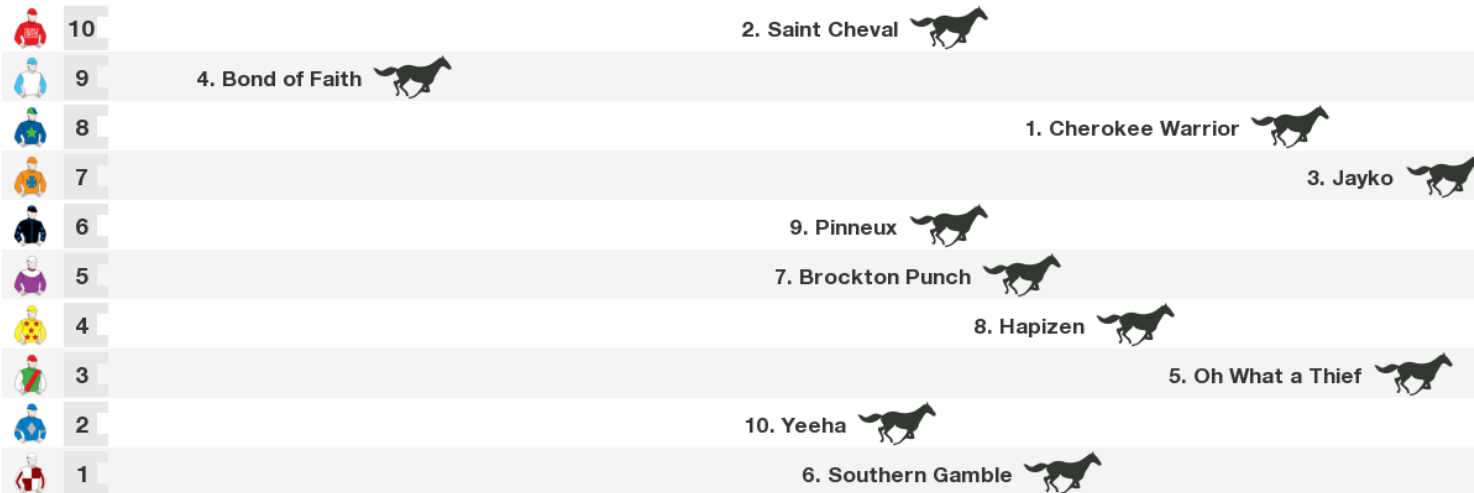 10 2. Saint Cheval
9 4. Bond of Faith
8 1. Cherokee Warrior
7 3. Jayko
6 9. Pinneux
5 7. Brockton Punch
4 8. Hapizen
3 5. Oh What a Thief
2 10. Yeeha
1 6. Southern Gamble